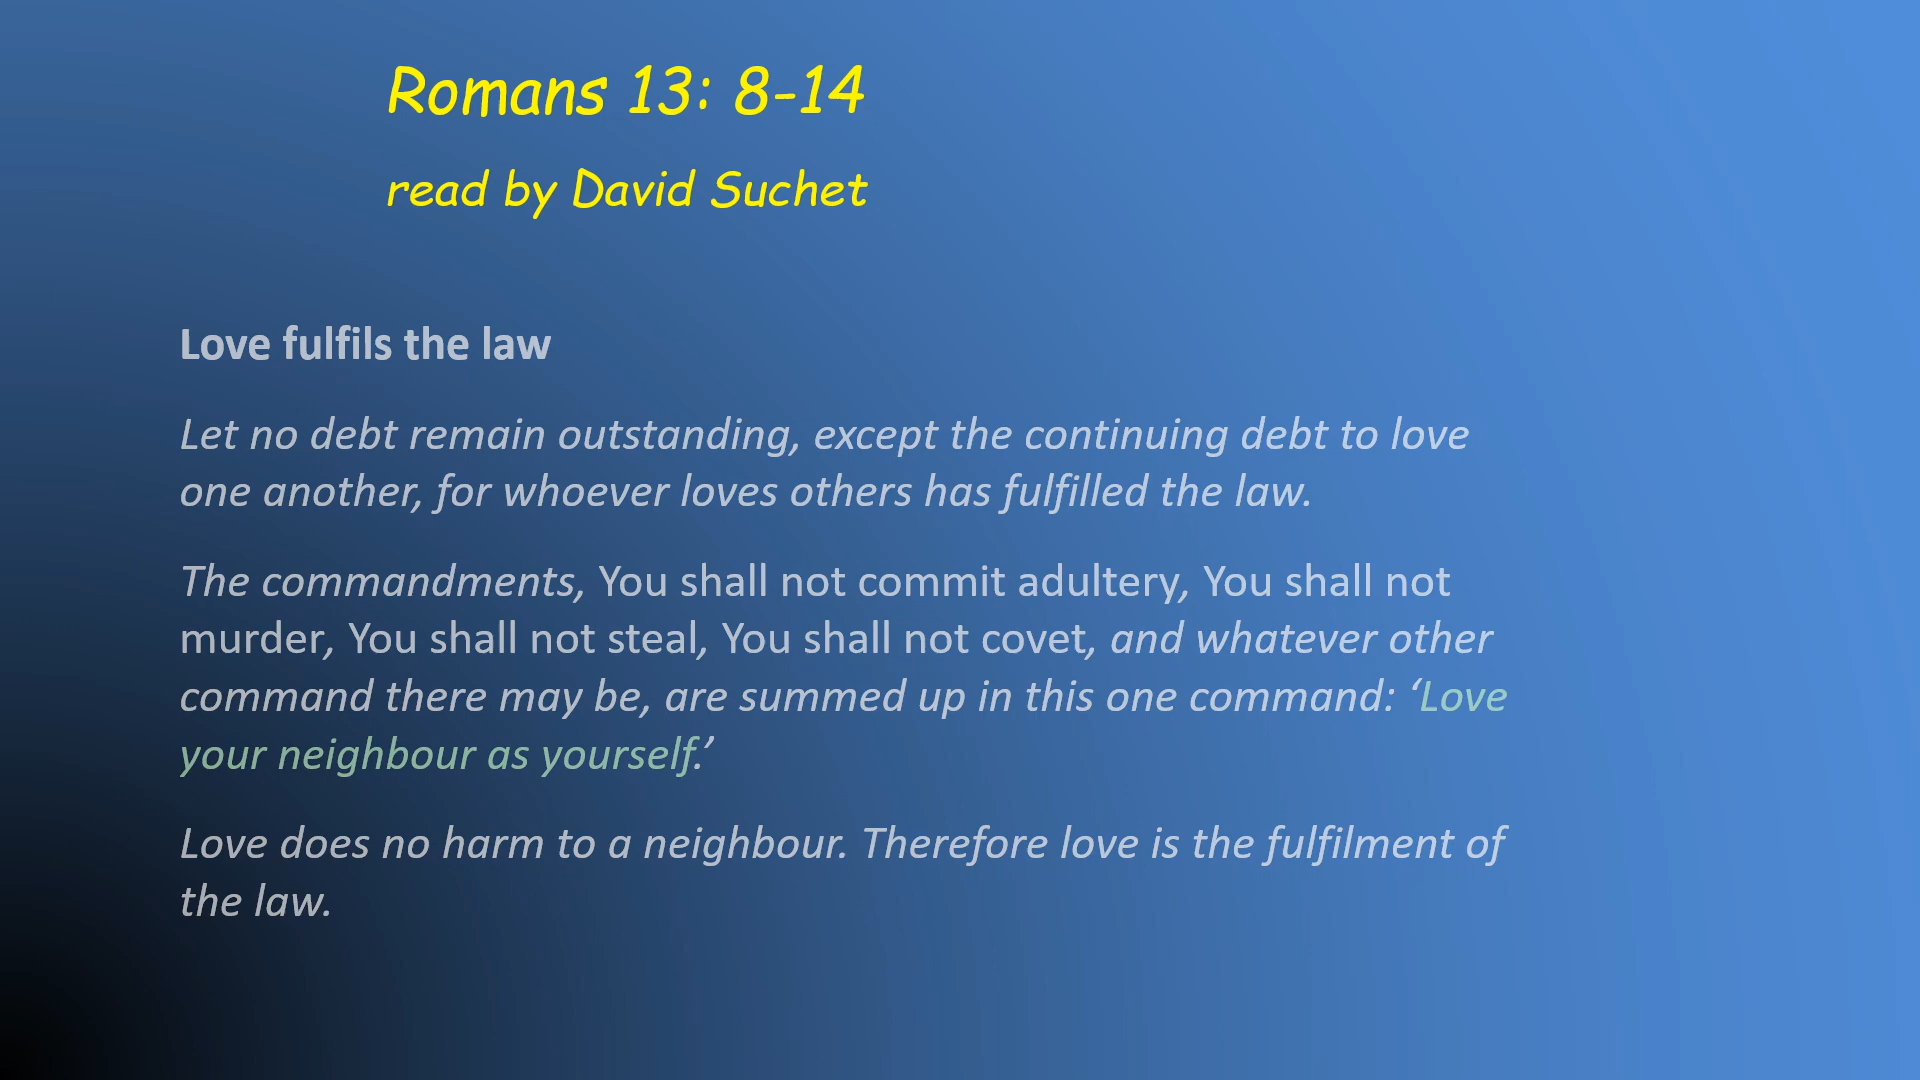 Romans 13: 8-14
read by David Suchet
Love fulfils the law
Let no debt remain outstanding, except the continuing debt to love
one another, for whoever loves others has fulfilled the law.
The commandments, You shall not commit adultery, You shall not
murder, You shall not steal, You shall not covet, and whatever other
command there may be, are summed up in this one command: ‘Love
your neighbour as yourself.’
Love does no harm to a neighbour. Therefore love is the fulfilment of
the law.